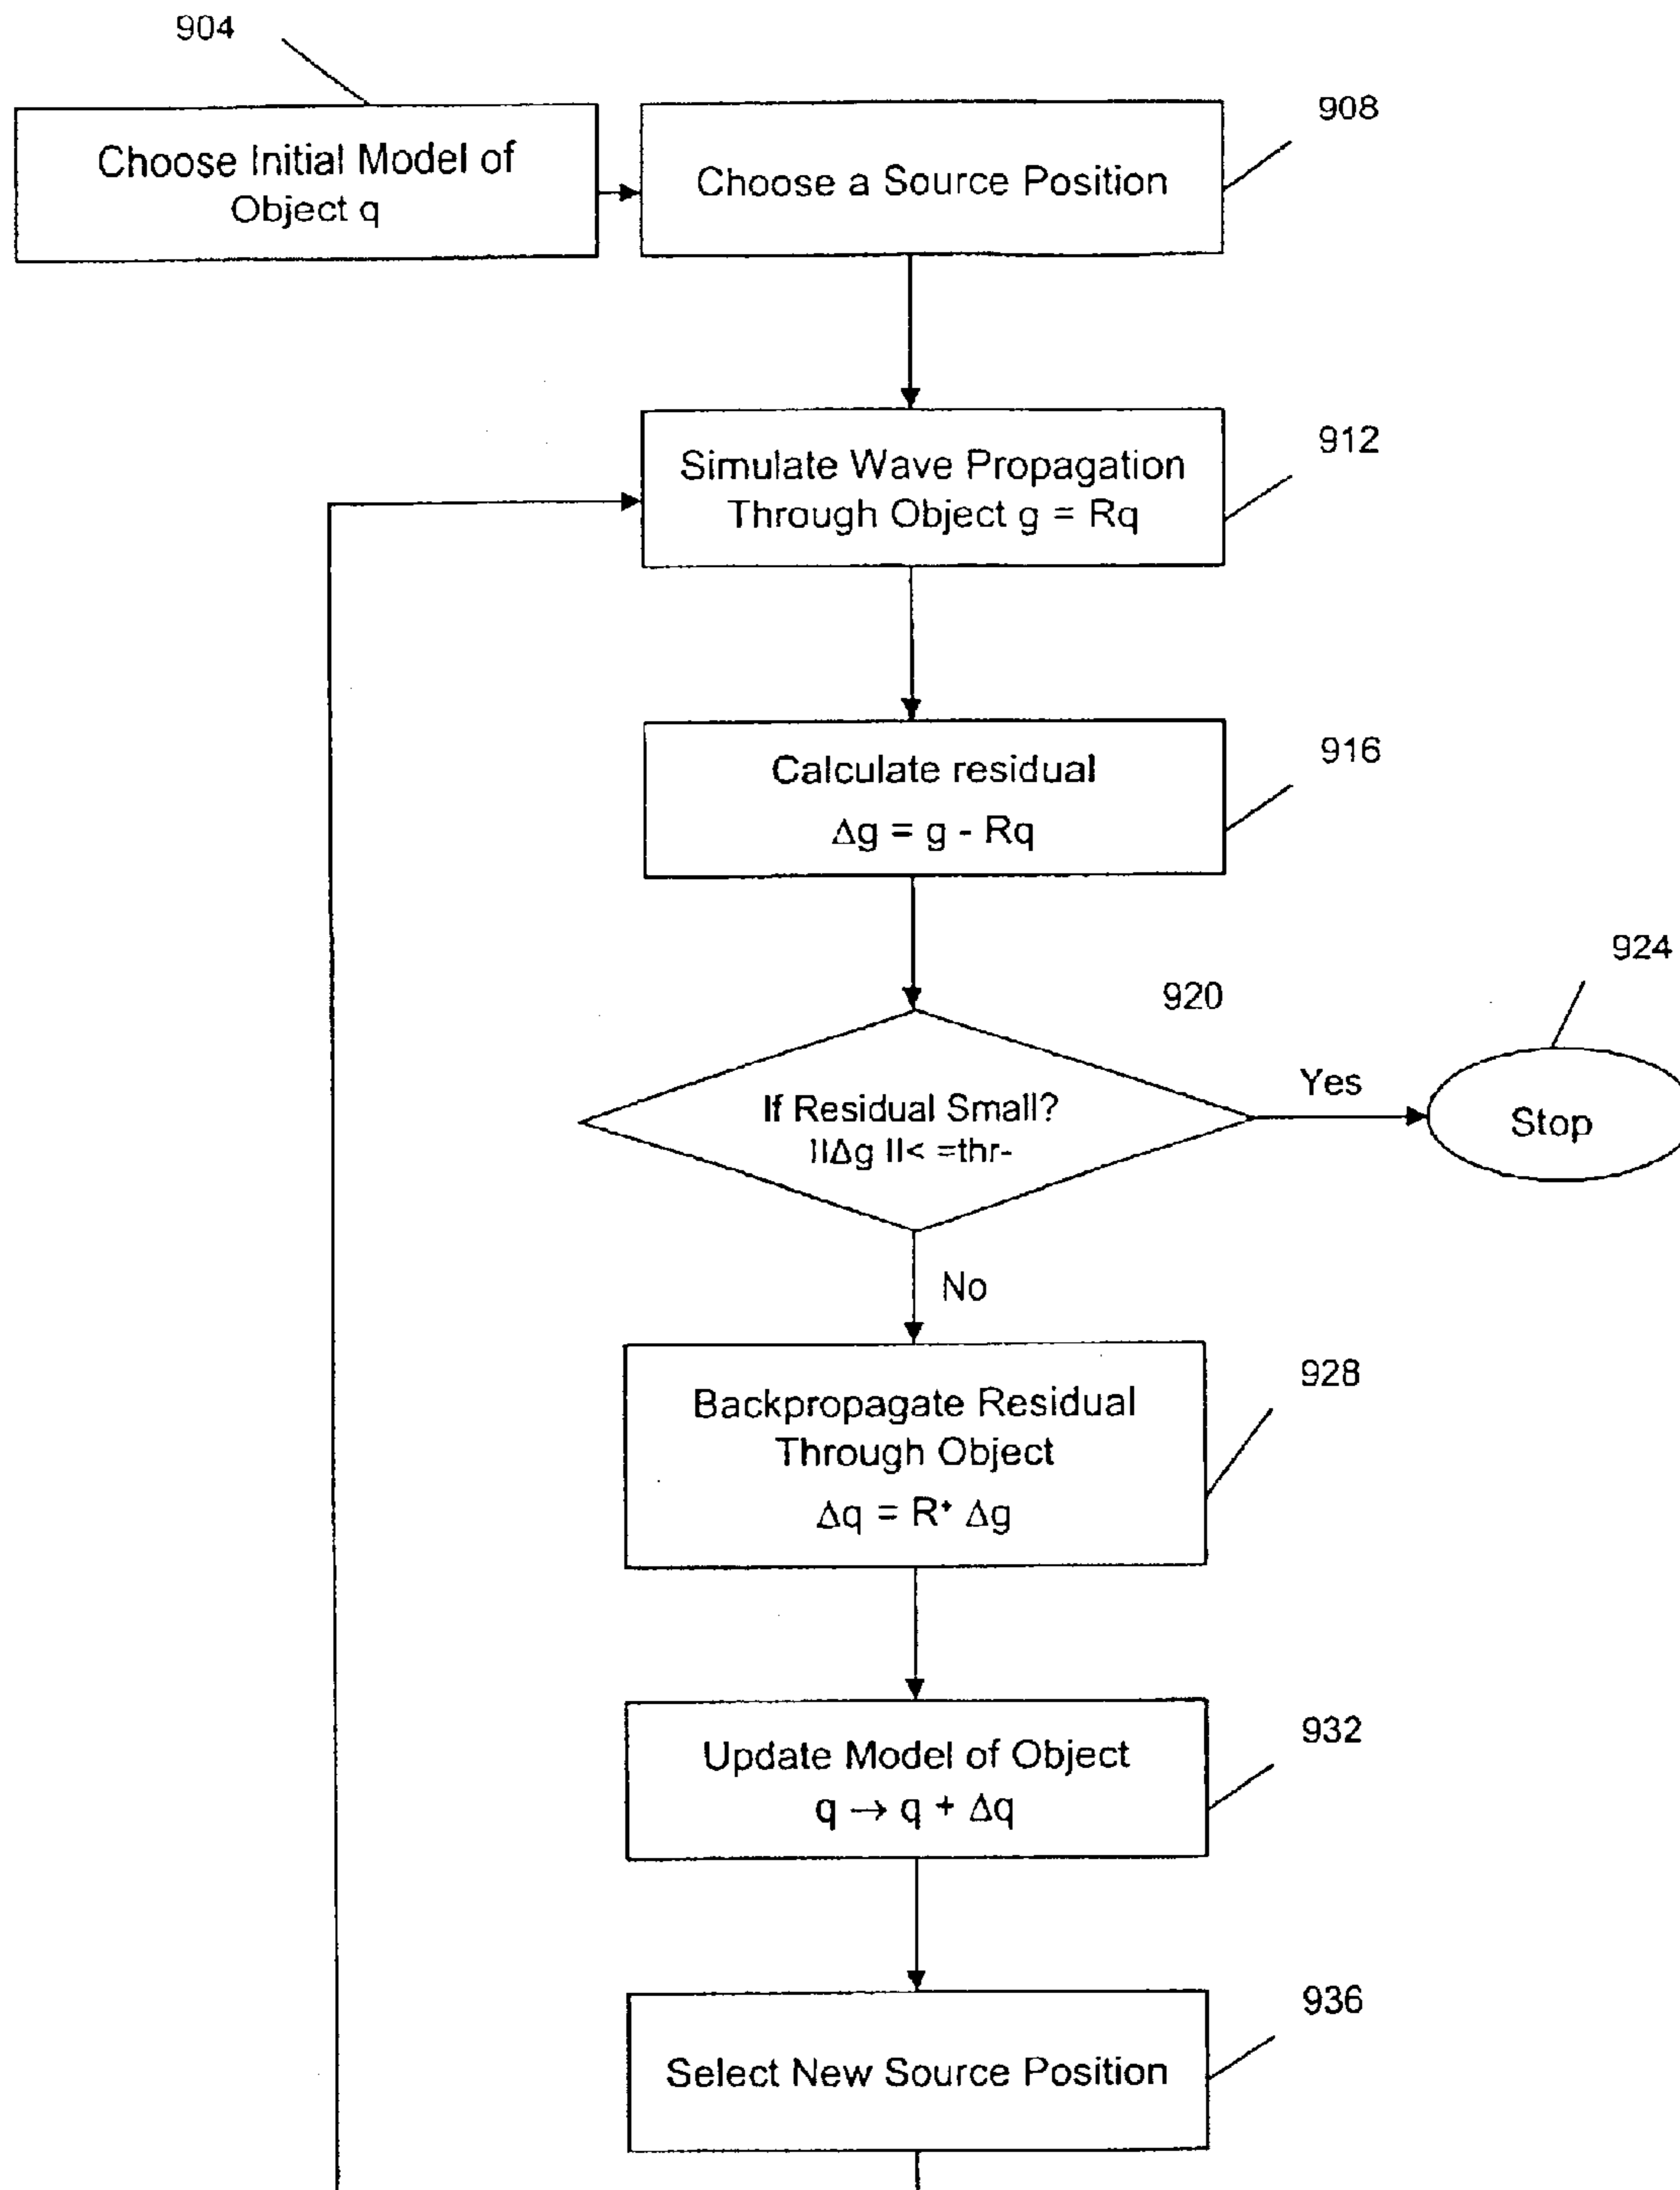 904
Choose Initial Model of
Object q
908
Choose a Source Position
912
Simulate Wave Propagation
Through Object g = Rq
916
Calculate residual
Δg = g - Rq
920
If Residual Small?
||Δg ||< =thr-
Yes
924
Stop
No
928
Backpropagate Residual
Through Object
Δq = R⁺ Δg
932
Update Model of Object
q → q + Δq
936
Select New Source Position